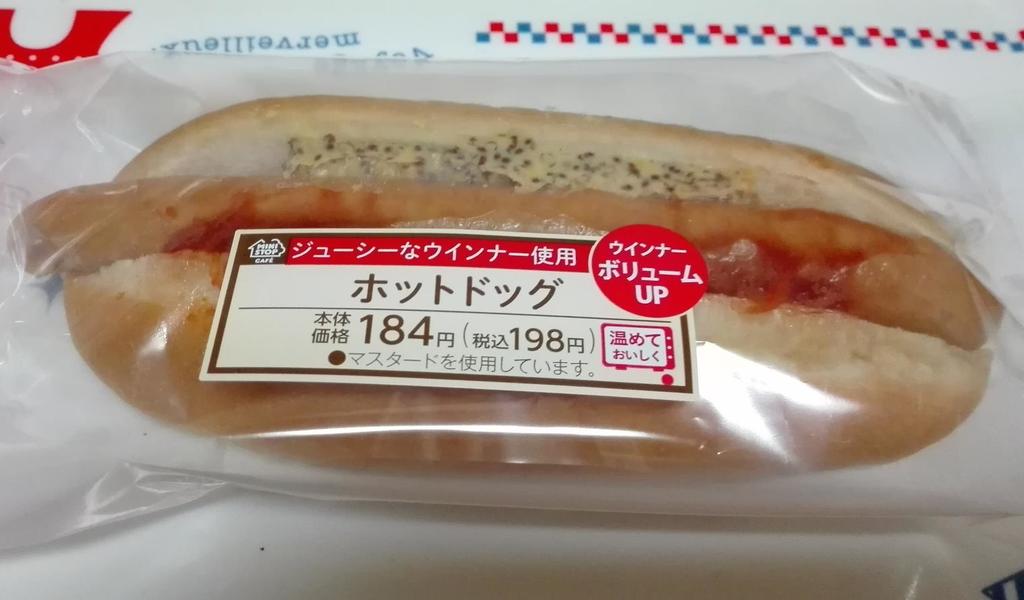 merveilleux.
MINI
STOP
CAFÉ
ジューシーなウインナー使用
ウインナー
ボリューム
UP
ホットドッグ
本体
価格 184円(税込198円)
温めて
おいしく
●マスタードを使用しています。